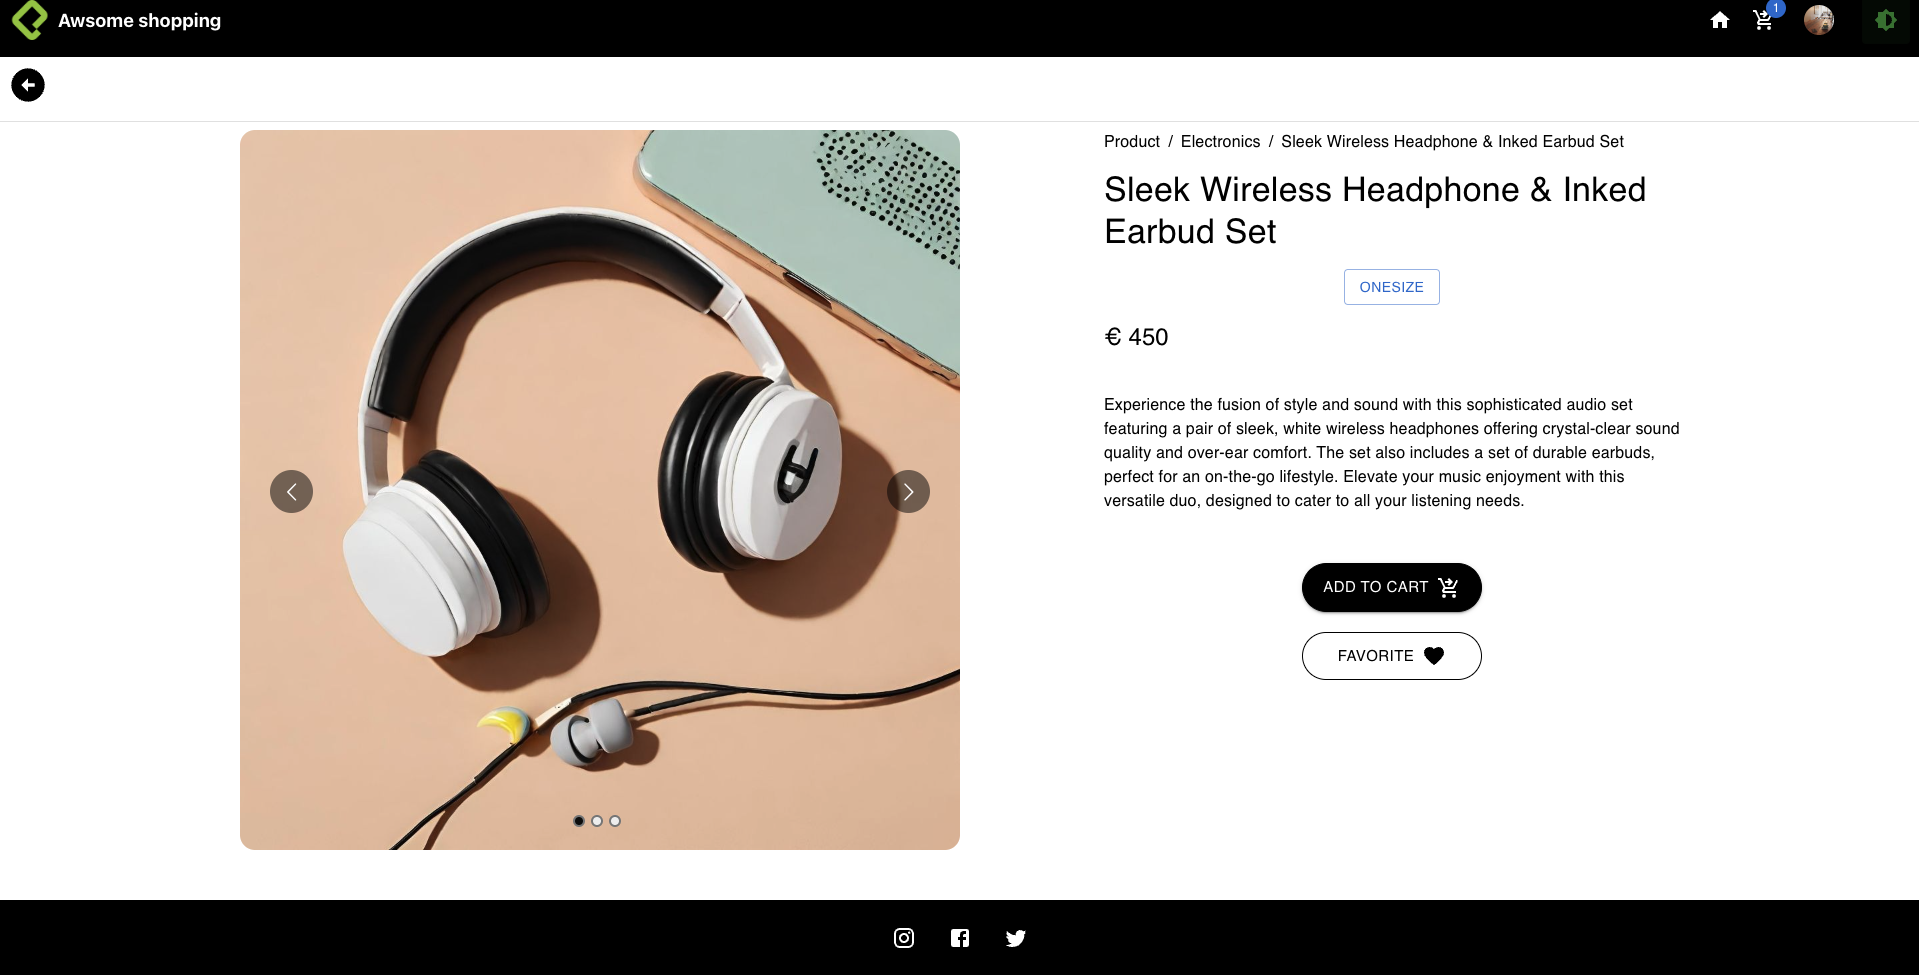 Awsome shopping
1
Product / Electronics / Sleek Wireless Headphone & Inked Earbud Set
Sleek Wireless Headphone & Inked
Earbud Set
ONESIZE
€ 450
Experience the fusion of style and sound with this sophisticated audio set
featuring a pair of sleek, white wireless headphones offering crystal-clear sound
quality and over-ear comfort. The set also includes a set of durable earbuds,
perfect for an on-the-go lifestyle. Elevate your music enjoyment with this
versatile duo, designed to cater to all your listening needs.
ADD TO CART
FAVORITE